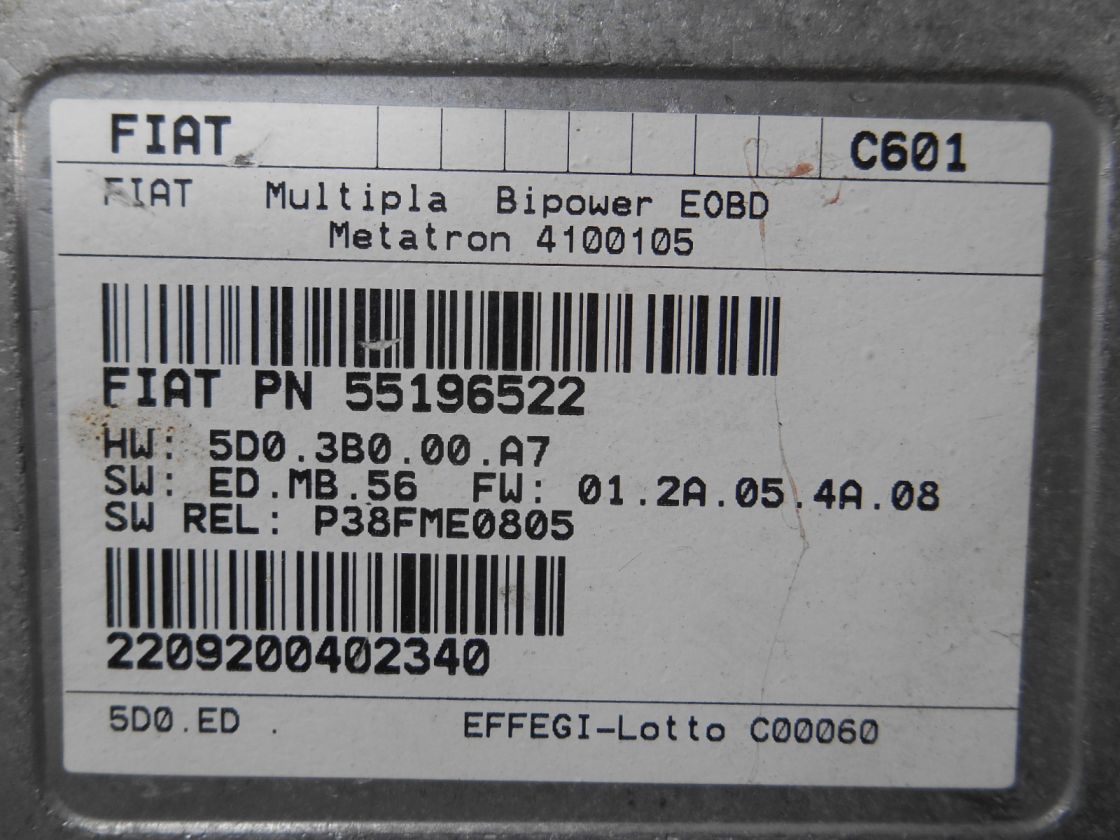 FIAT C601
FIAT Multipla Bipower EOBD
Metatron 4100105
FIAT PN 55196522
HW: 5D0.3B0.00.A7
SW: ED.MB.56 FW: 01.2A.05.4A.08
SW REL: P38FME0805
2209200402340
5D0.ED . EFFEGI-Lotto C00060